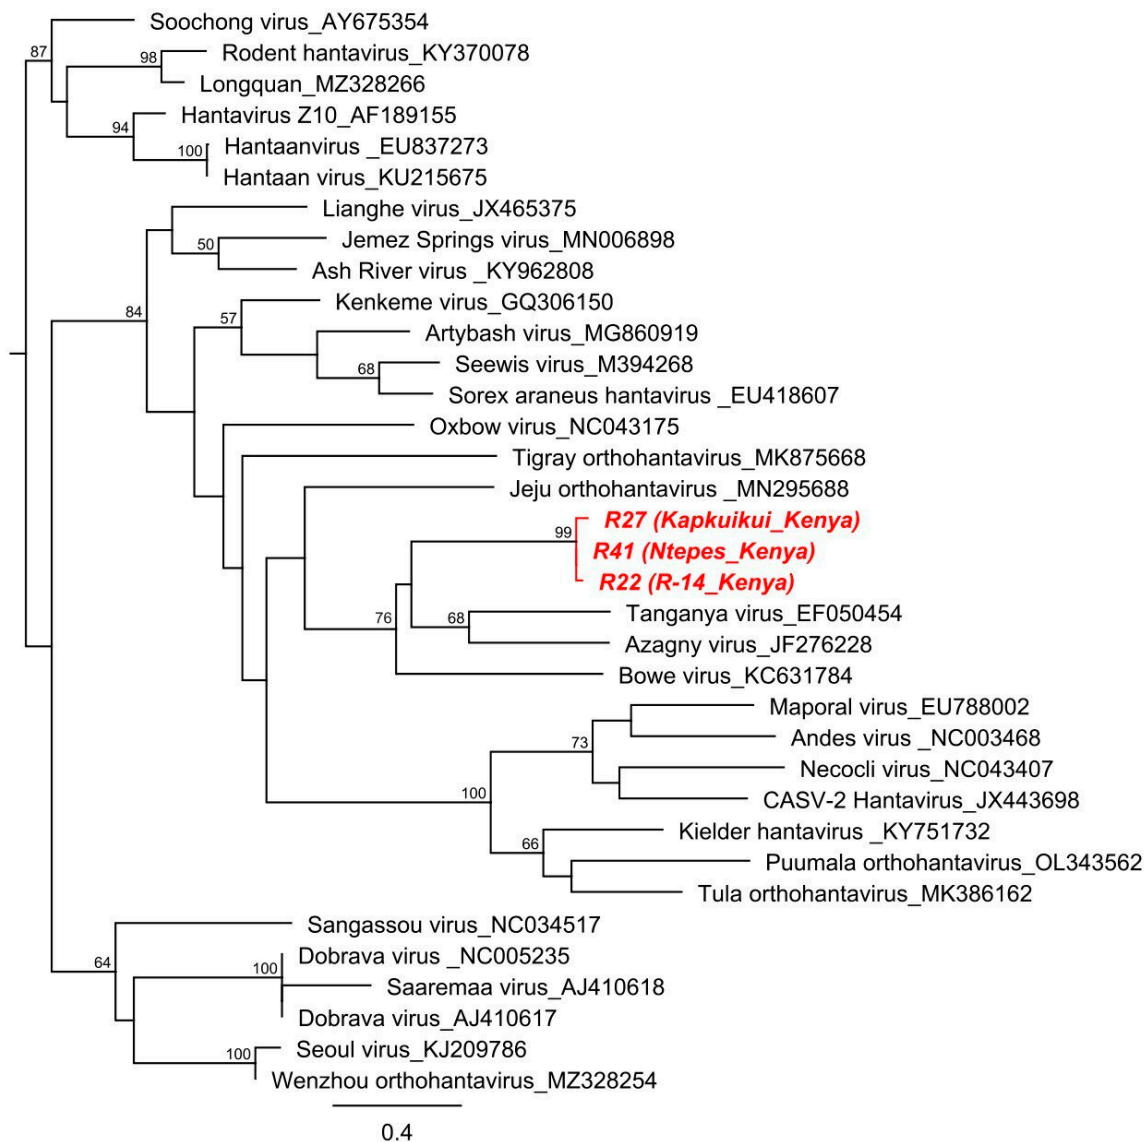 Soochong virus_AY675354
87
Rodent hantavirus_KY370078
98
Longquan_MZ328266
Hantavirus Z10_AF189155
94
Hantaanvirus _EU837273
100
Hantaan virus_KU215675
Lianghe virus_JX465375
Jemez Springs virus_MN006898
50
Ash River virus _KY962808
Kenkeme virus_GQ306150
84
57
Artybash virus_MG860919
Seewis virus_M394268
68
Sorex araneus hantavirus _EU418607
Oxbow virus_NC043175
Tigray orthohantavirus_MK875668
Jeju orthohantavirus _MN295688
R27 (Kapkuikui_Kenya)
99
R41 (Ntepes_Kenya)
R22 (R-14_Kenya)
Tanganya virus_EF050454
76
68
Azagny virus_JF276228
Bowe virus_KC631784
Maporal virus_EU788002
Andes virus _NC003468
73
Necocli virus_NC043407
100
CASV-2 Hantavirus_JX443698
Kielder hantavirus _KY751732
66
Puumala orthohantavirus_OL343562
Tula orthohantavirus_MK386162
Sangassou virus_NC034517
Dobrava virus _NC005235
64
100
Saaremaa virus_AJ410618
Dobrava virus_AJ410617
Seoul virus_KJ209786
100
Wenzhou orthohantavirus_MZ328254
0.4